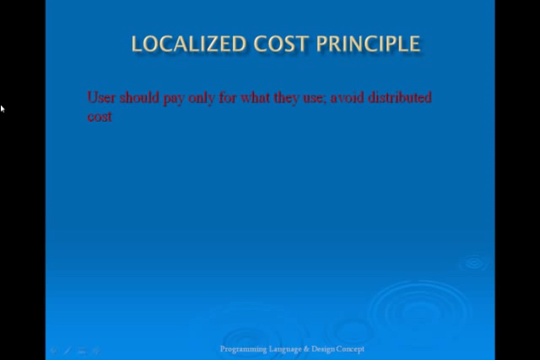 LOCALIZED COST PRINCIPLE
User should pay only for what they use; avoid distributed
cost
Programming Language & Design Concept